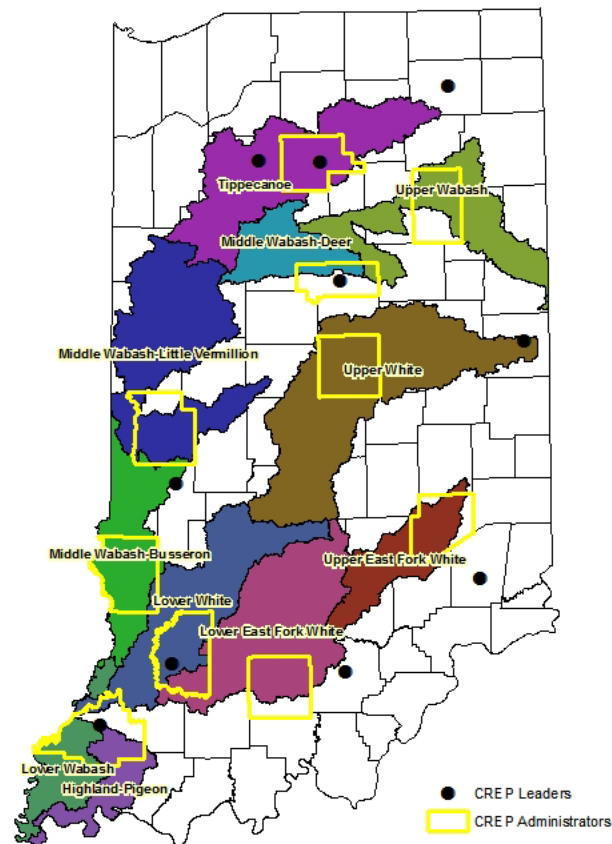 Tippecanoe
Upper Wabash
Middle Wabash-Deer
Middle Wabash-Little Vermillion
Upper White
Middle Wabash-Busseron
Upper East Fork White
Lower White
Lower East Fork White
Lower Wabash
Highland-Pigeon
CREP Leaders
CREP Administrators